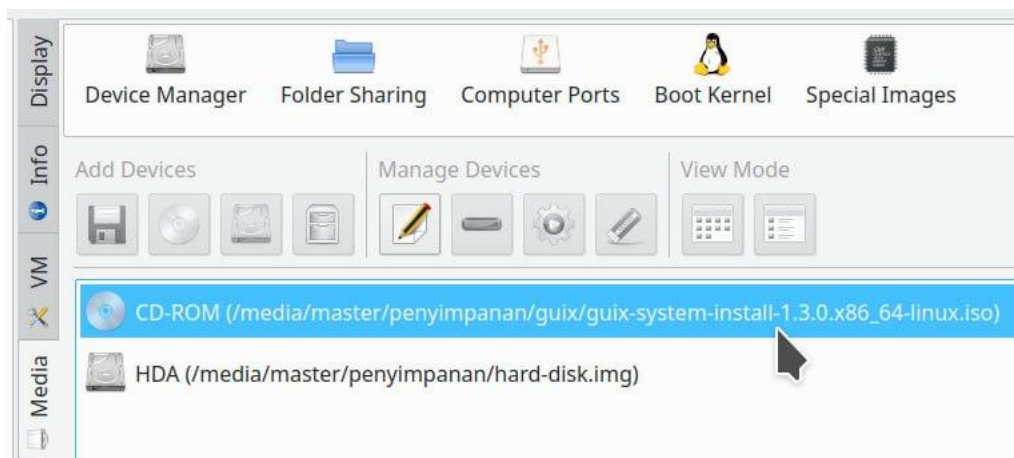 Display
Info
VM
Media
Device Manager
Folder Sharing
Computer Ports
Boot Kernel
Special Images
Add Devices
Manage Devices
View Mode
CD-ROM (/media/master/penyimpanan/guix/guix-system-install-1.3.0.x86_64-linux.iso)
HDA (/media/master/penyimpanan/hard-disk.img)